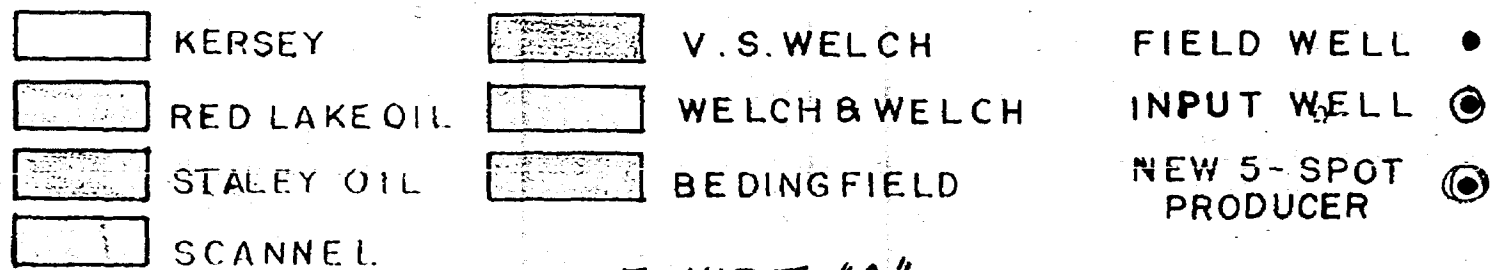 KERSEY
RED LAKE OIL
STALEY OIL
SCANNEL
V.S. WELCH
WELCH & WELCH
BEDINGFIELD
FIELD WELL
INPUT WELL
NEW 5-SPOT
PRODUCER